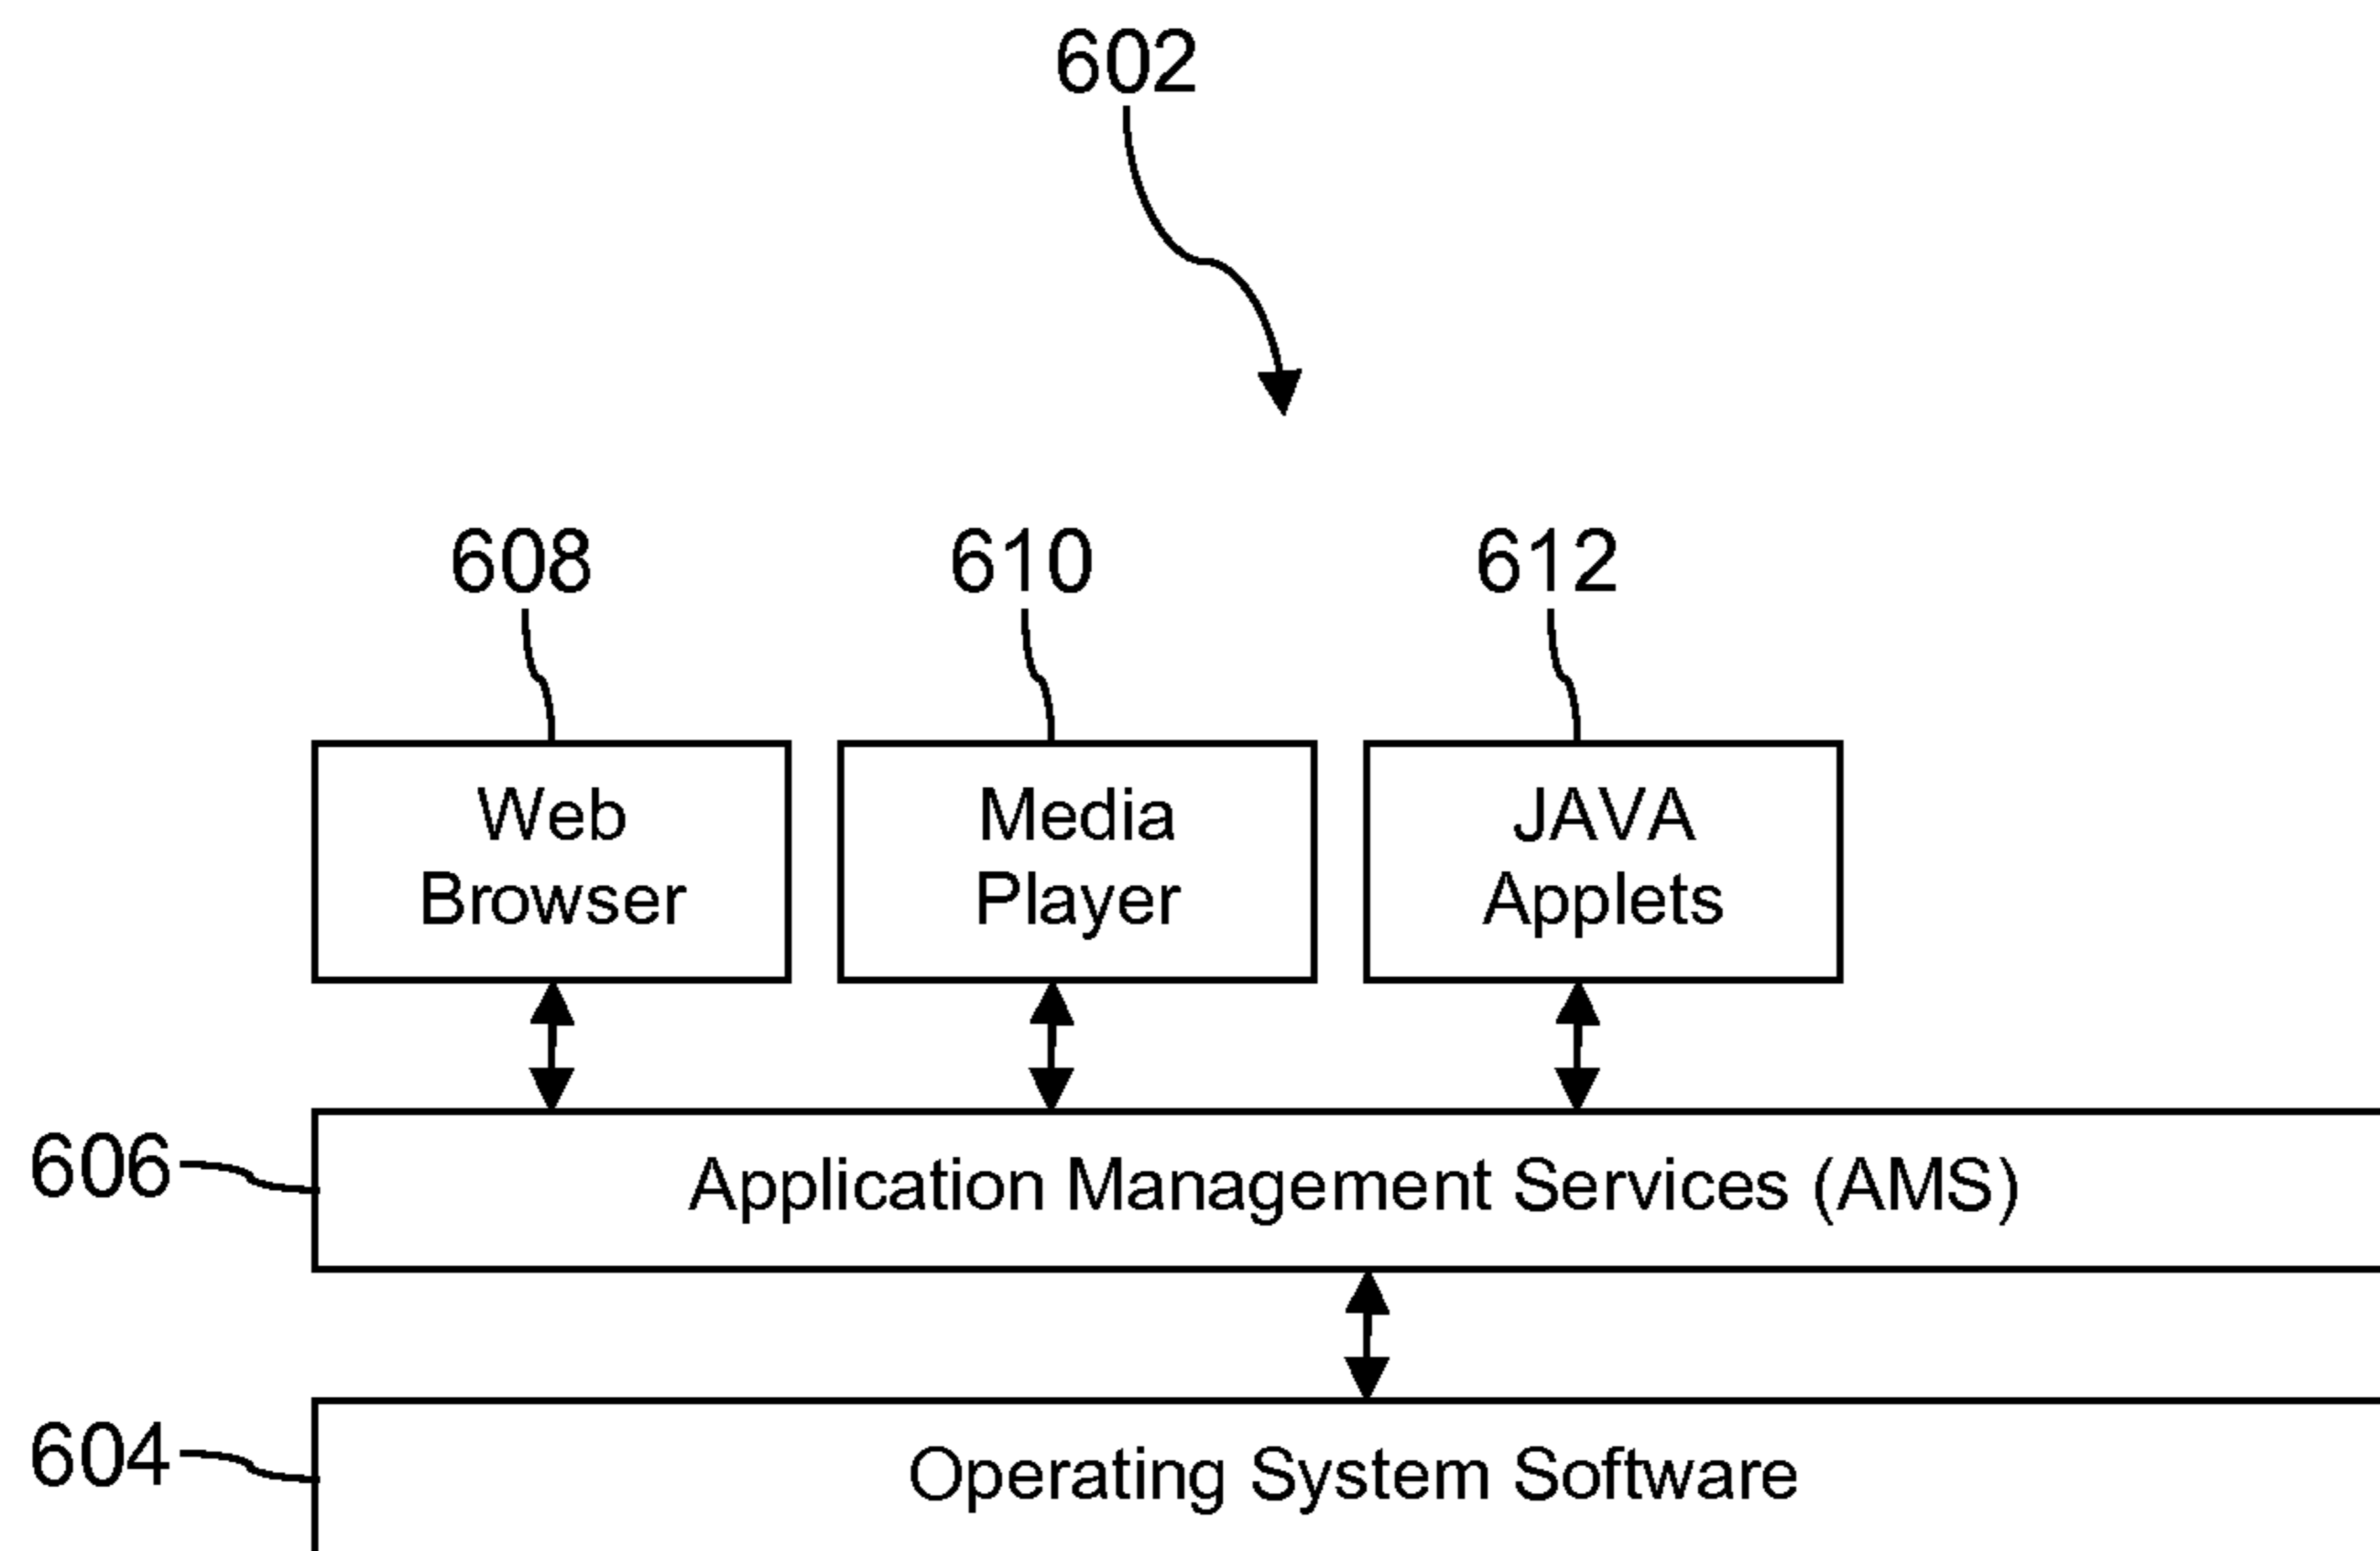 602
608
610
612
Web
Browser
Media
Player
JAVA
Applets
606
Application Management Services (AMS)
604
Operating System Software